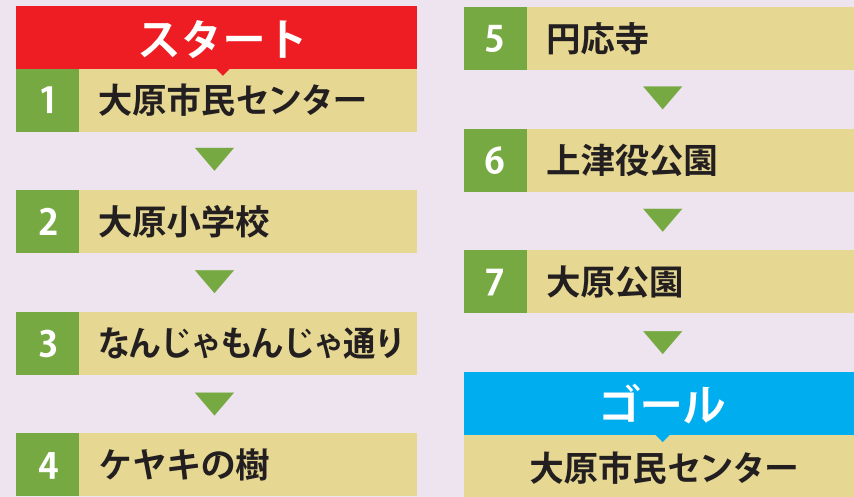 スタート
1 大原市民センター
2 大原小学校
3 なんじゃもんじゃ通り
4 ケヤキの樹
5 円応寺
6 上津役公園
7 大原公園
ゴール
大原市民センター